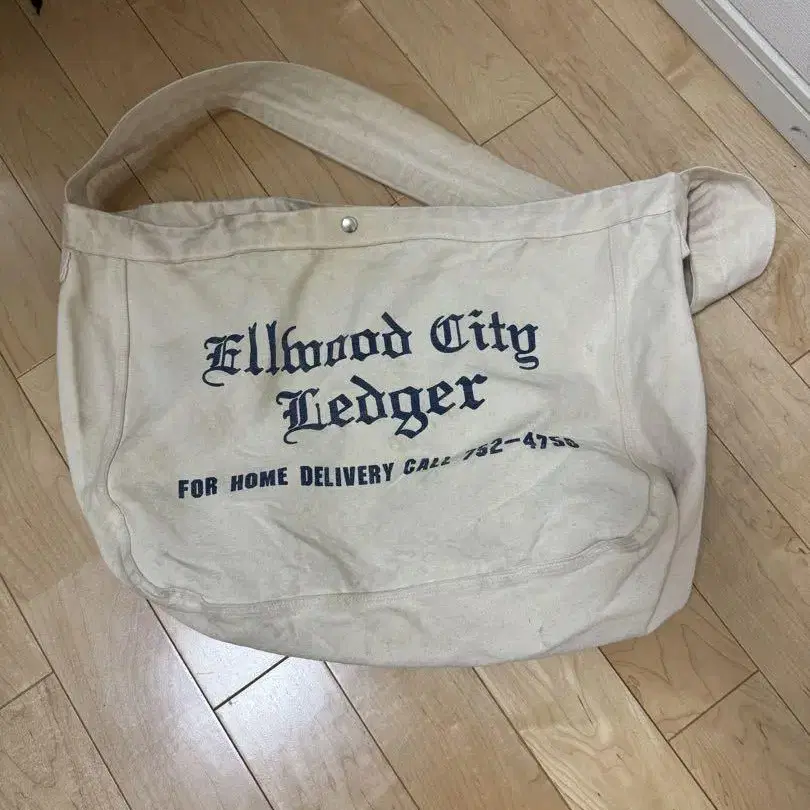 Ellwood City
Ledger
FOR HOME DELIVERY CALL 752-4750